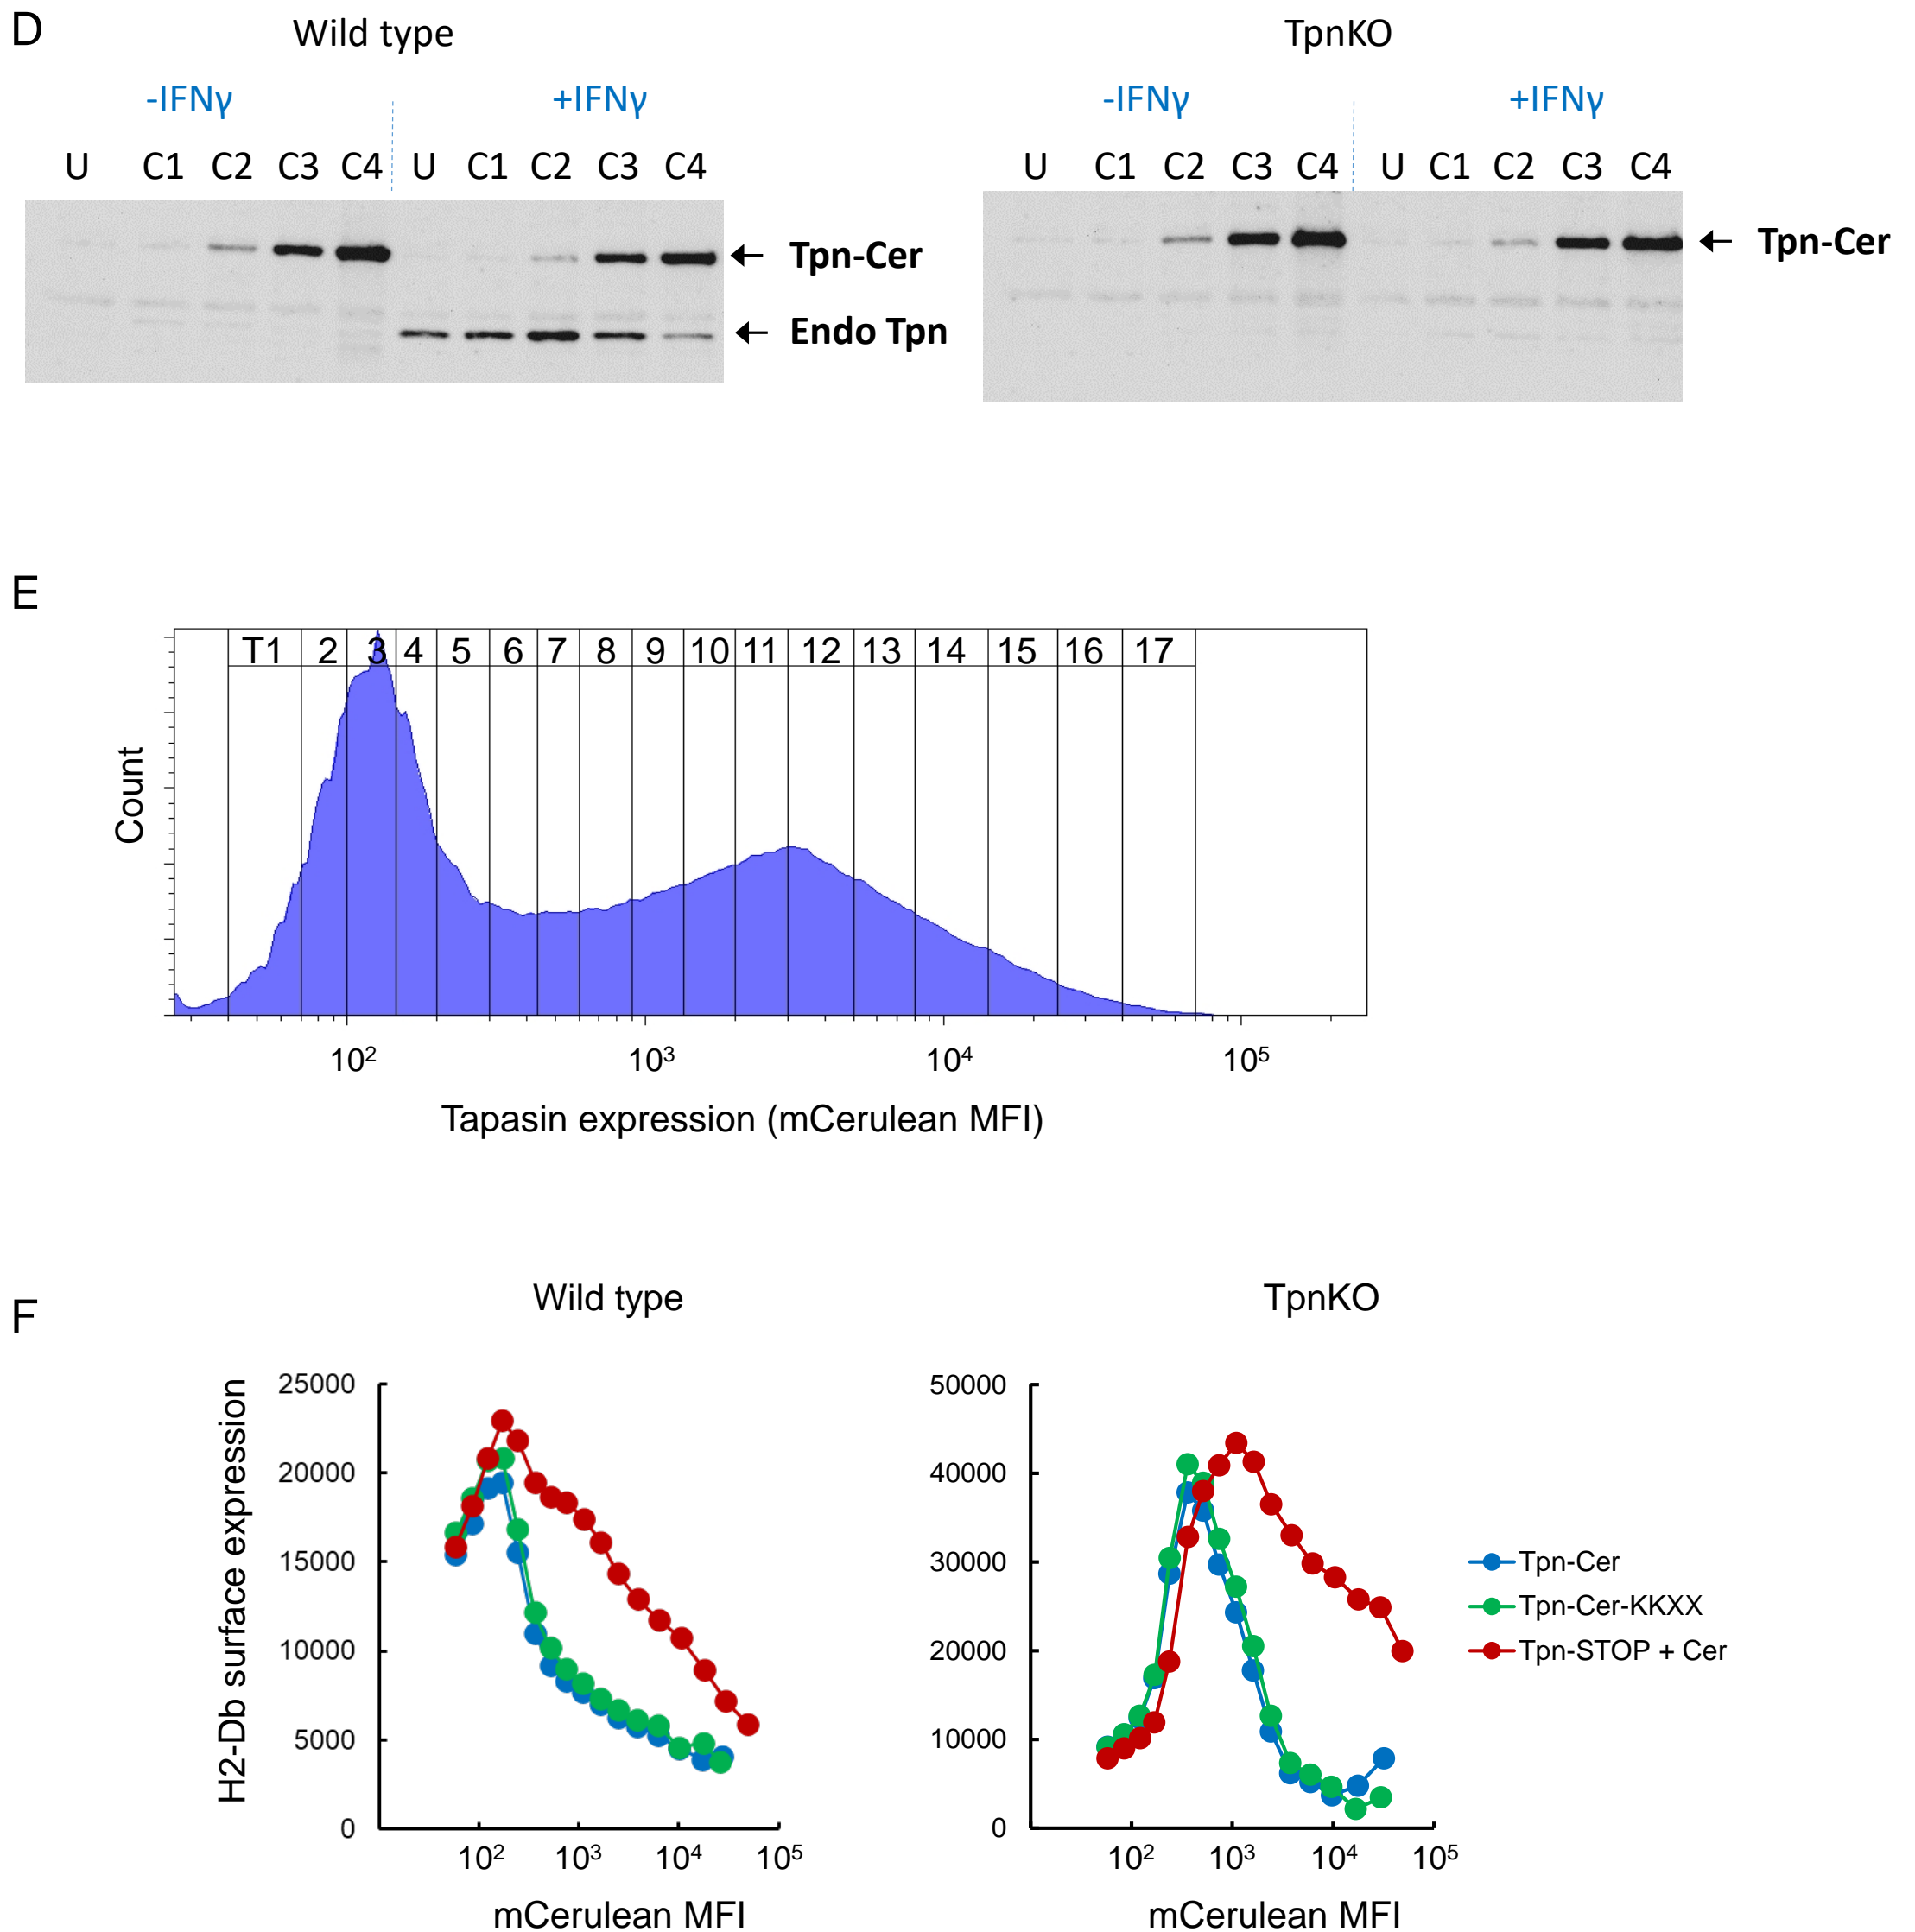 D
Wild type
TpnKO
-IFNγ
+IFNγ
-IFNγ
+IFNγ
U C1 C2 C3 C4 U C1 C2 C3 C4
U C1 C2 C3 C4 U C1 C2 C3 C4
Tpn-Cer
Endo Tpn
Tpn-Cer
E
T1 2 3 4 5 6 7 8 9 10 11 12 13 14 15 16 17
Count
10² 10³ 10⁴ 10⁵
Tapasin expression (mCerulean MFI)
F
Wild type
TpnKO
H2-Db surface expression
25000
20000
15000
10000
5000
0
10² 10³ 10⁴ 10⁵
mCerulean MFI
50000
40000
30000
20000
10000
0
10² 10³ 10⁴ 10⁵
mCerulean MFI
Tpn-Cer
Tpn-Cer-KKXX
Tpn-STOP + Cer